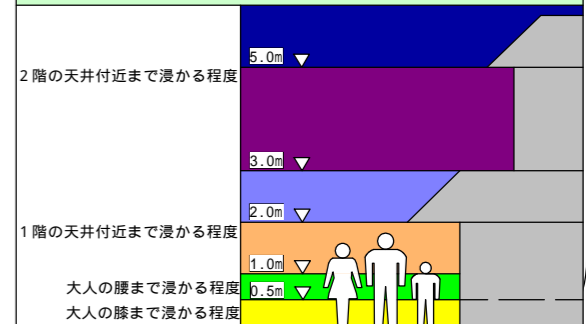 5.0m
2階の天井付近まで浸かる程度
3.0m
2.0m
1階の天井付近まで浸かる程度
1.0m
大人の腰まで浸かる程度
0.5m
大人の膝まで浸かる程度